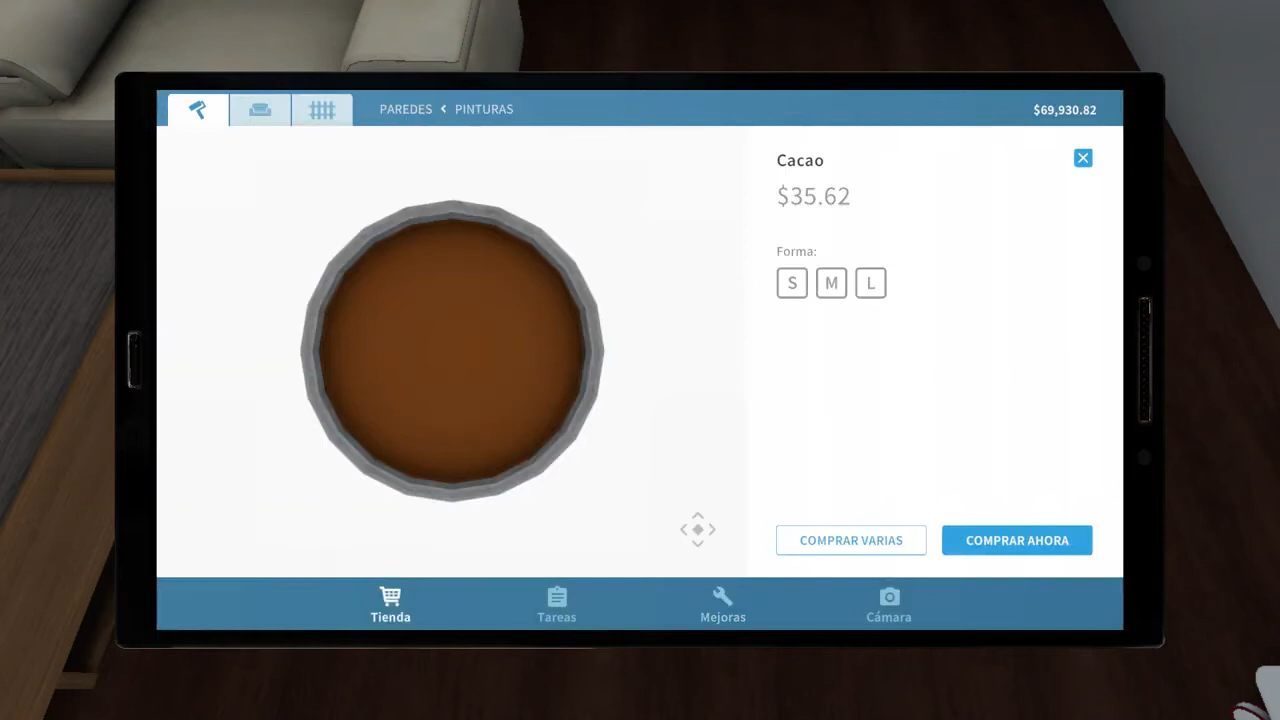 PAREDES < PINTURAS
$69,930.82
Cacao
$35.62
Forma:
S M L
COMPRAR VARIAS
COMPRAR AHORA
Tienda
Tareas
Mejoras
Cámara